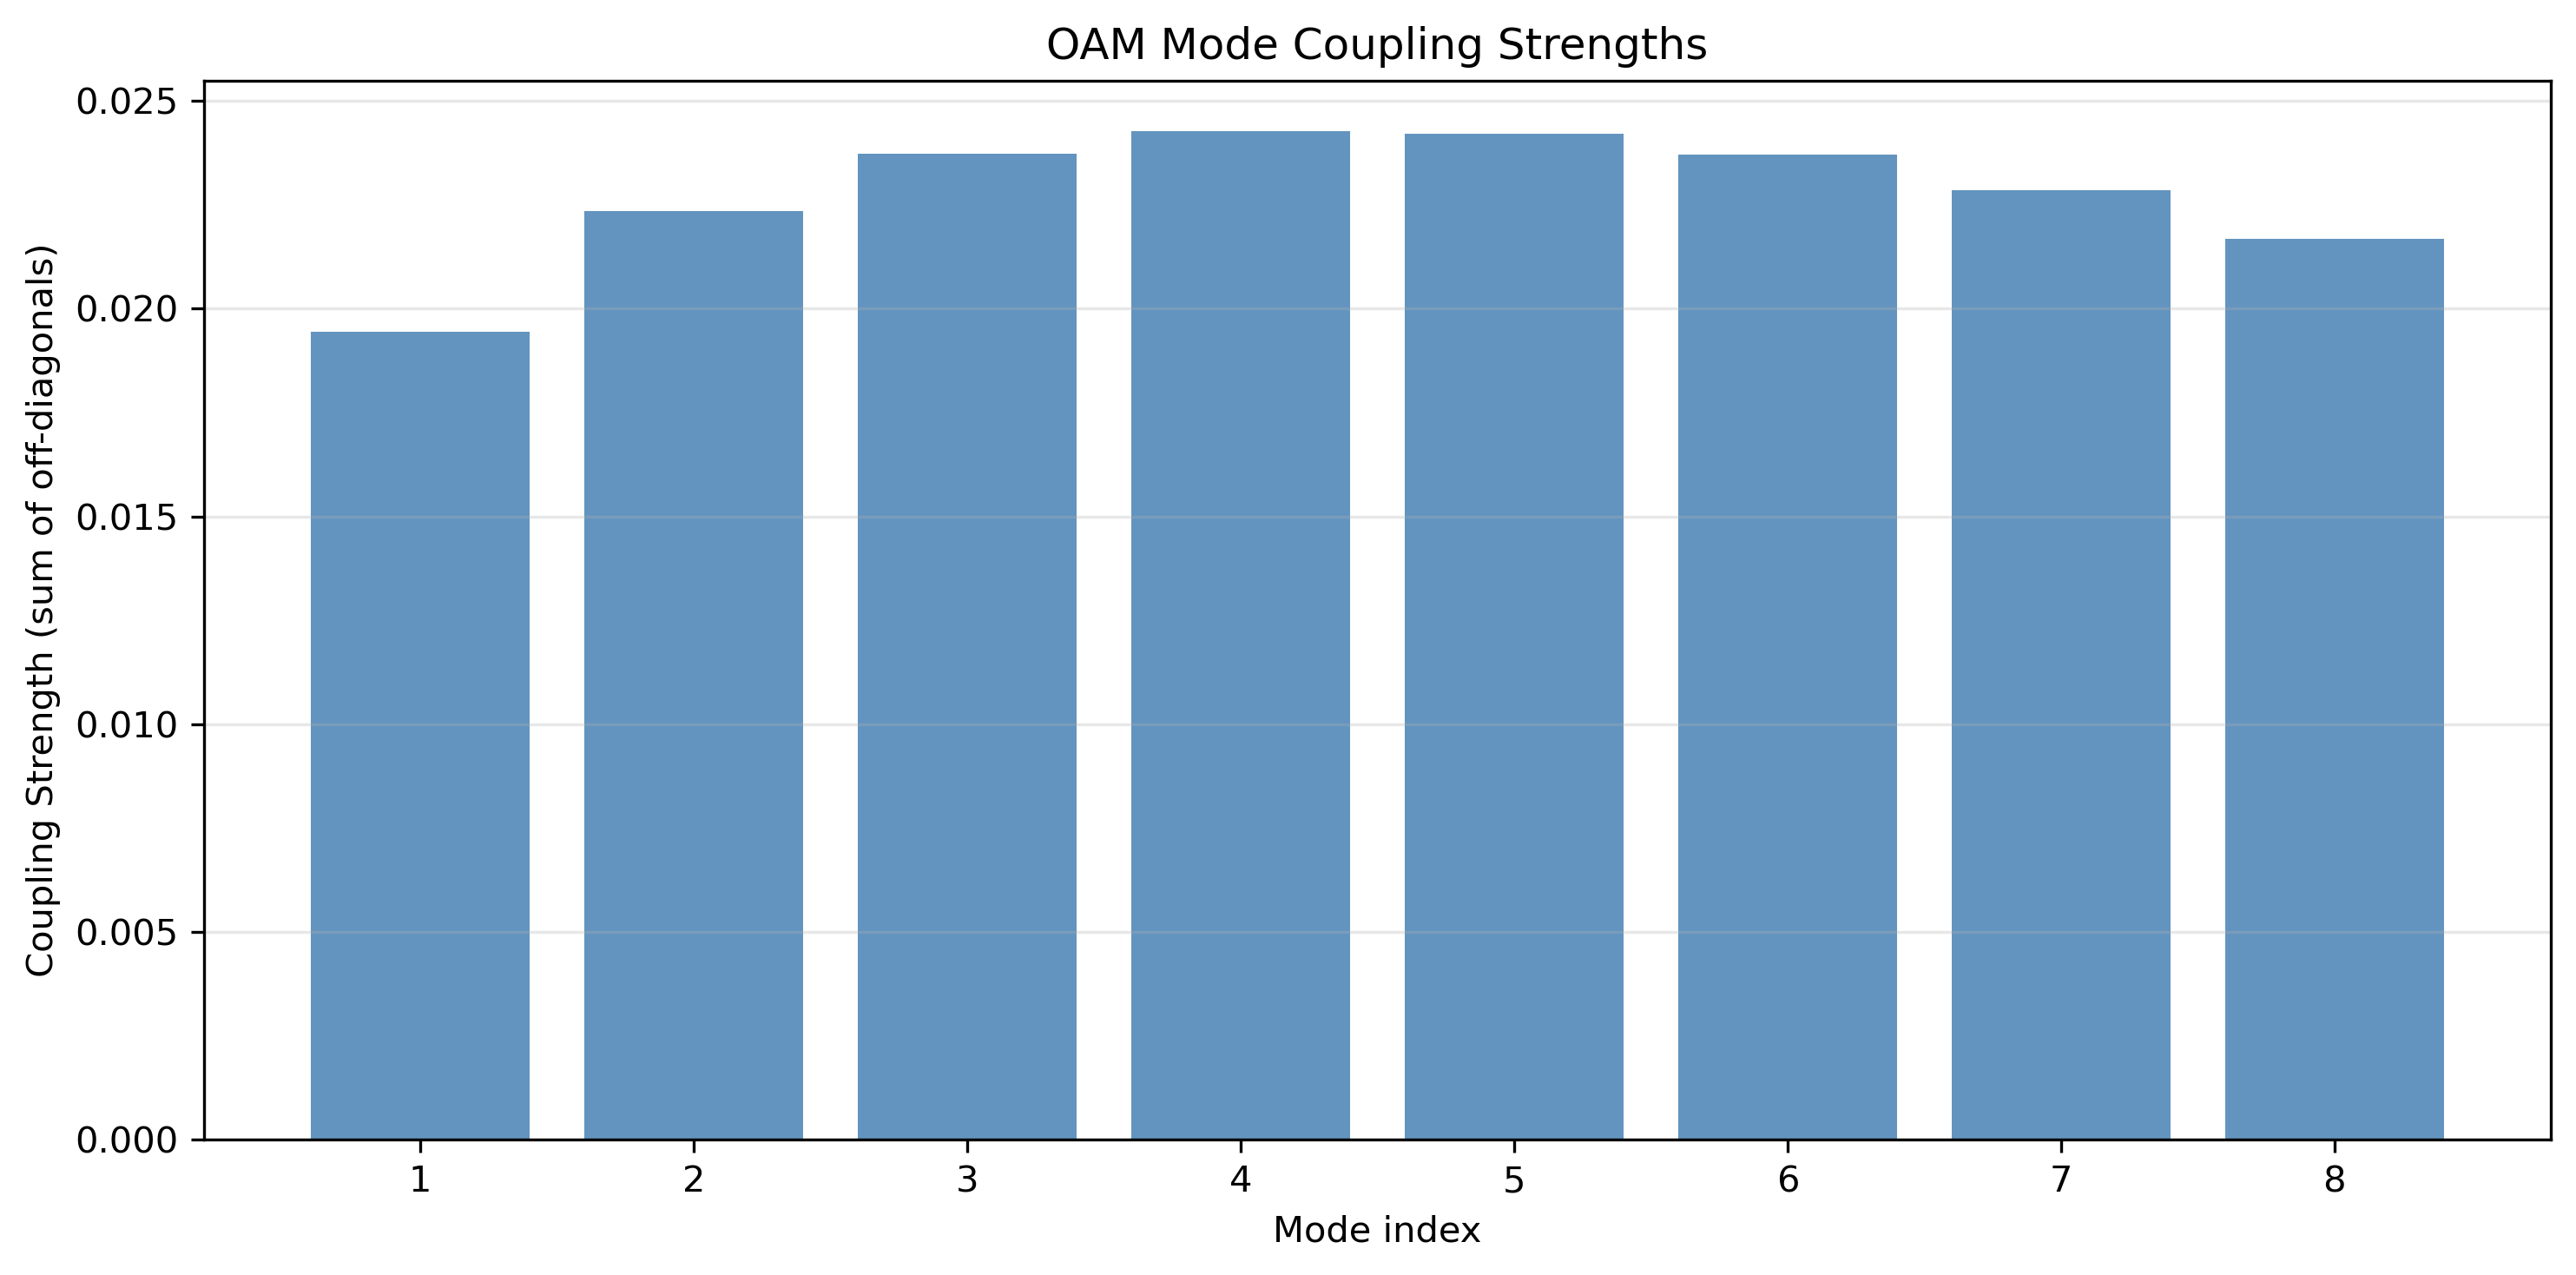 OAM Mode Coupling Strengths
Coupling Strength (sum of off-diagonals)
0.025
0.020
0.015
0.010
0.005
0.000
1 2 3 4 5 6 7 8
Mode index